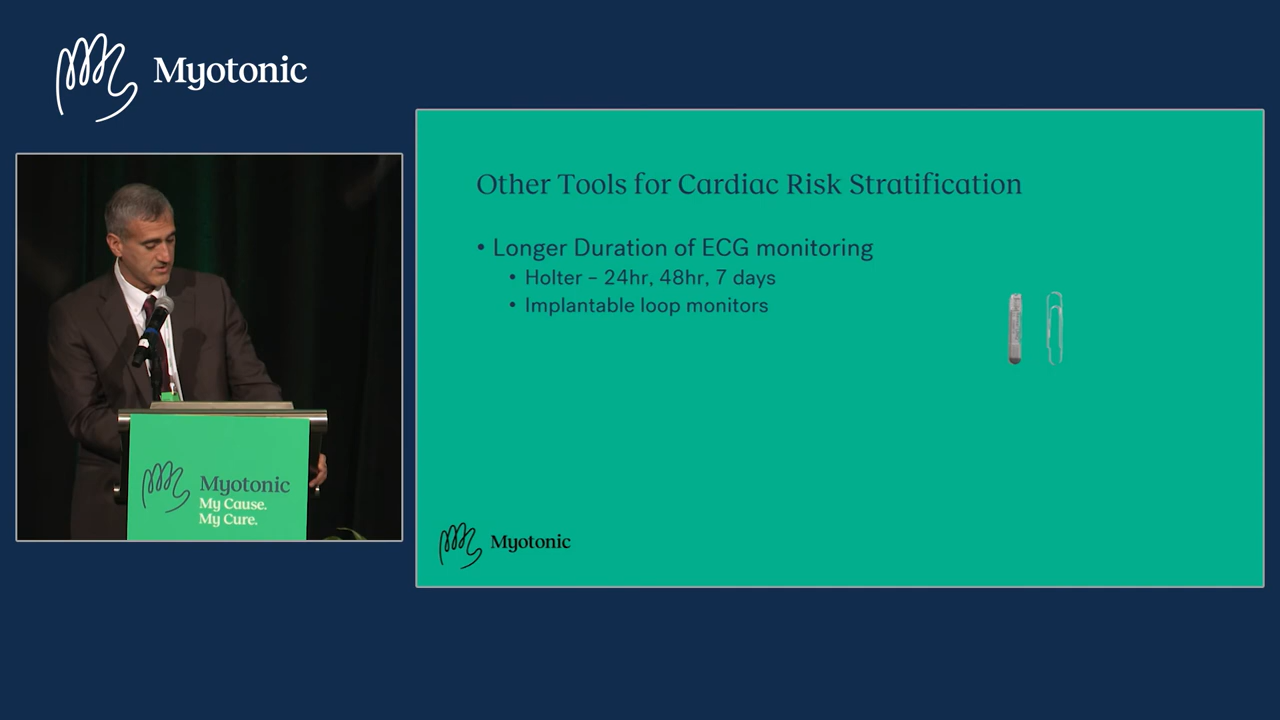 Myotonic
Other Tools for Cardiac Risk Stratification
• Longer Duration of ECG monitoring
• Holter – 24hr, 48hr, 7 days
• Implantable loop monitors
Myotonic
My Cause.
My Cure.
Myotonic